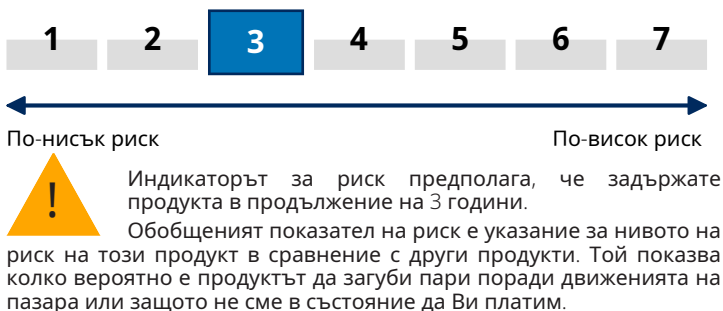 1 2 3 4 5 6 7
По-нисък риск По-висок риск
! Индикаторът за риск предполага, че задържате
продукта в продължение на 3 години.
Обобщеният показател на риск е указание за нивото на
риск на този продукт в сравнение с други продукти. Той показва
колко вероятно е продуктът да загуби пари поради движенията на
пазара или защото не сме в състояние да Ви платим.